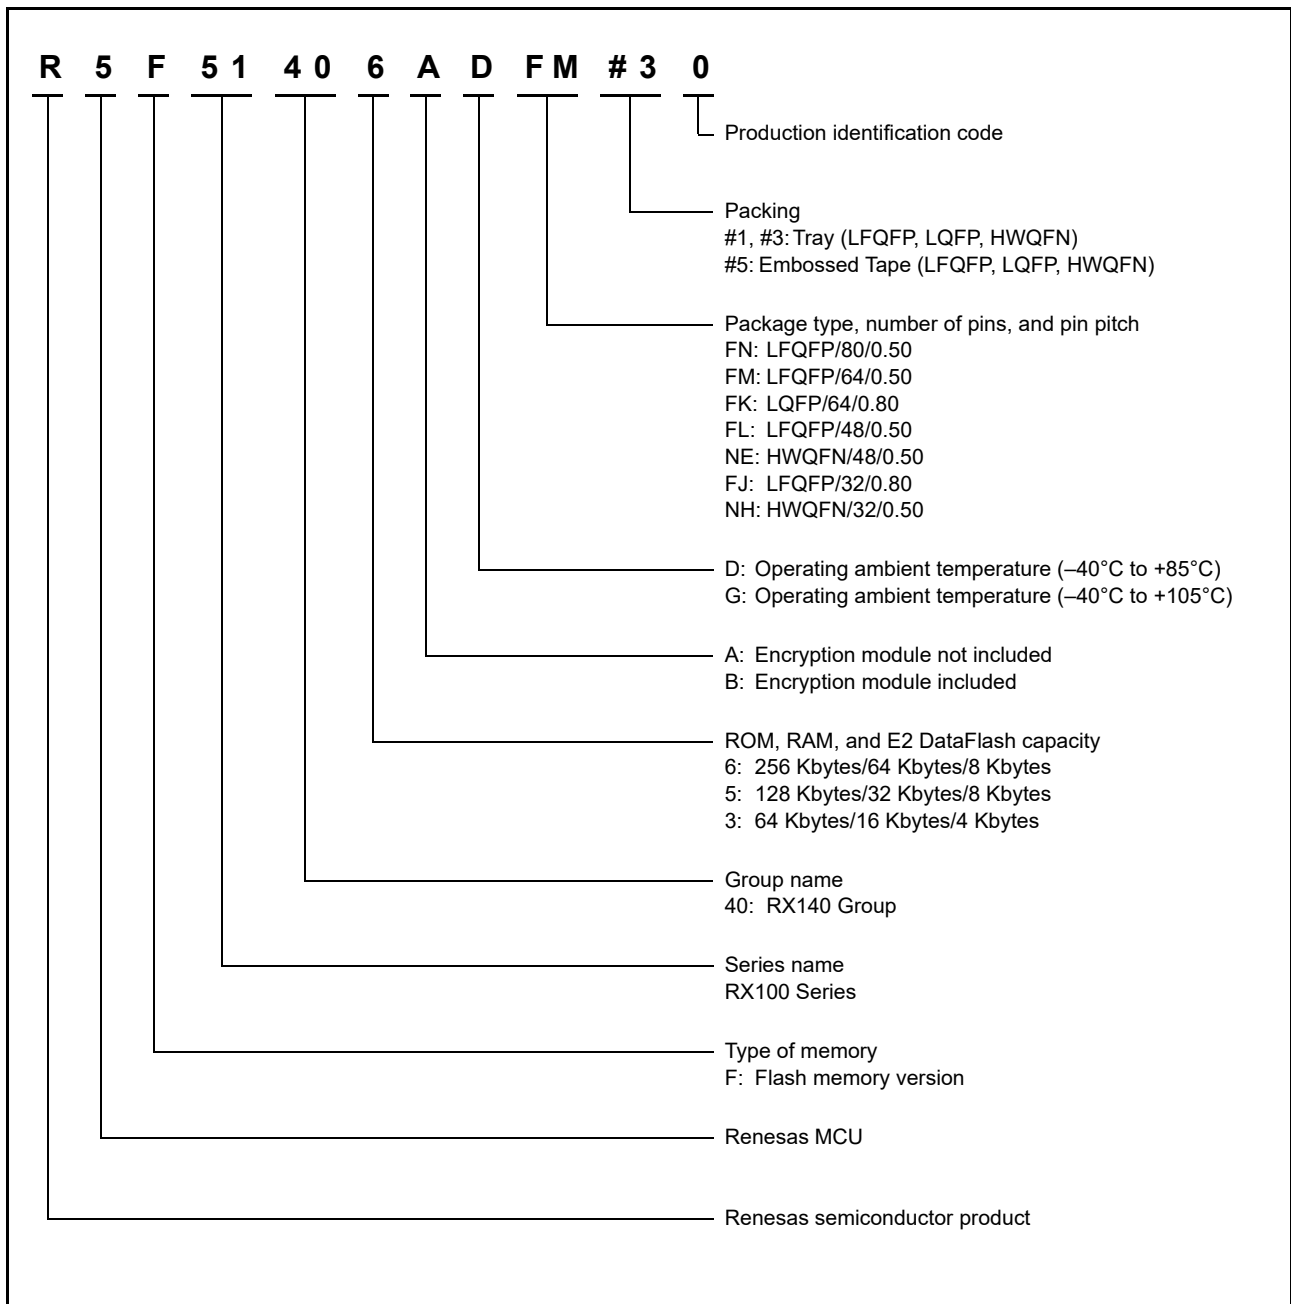 R 5 F 5 1 4 0 6 A D F M # 3 0
Production identification code
Packing
#1, #3: Tray (LFQFP, LQFP, HWQFN)
#5: Embossed Tape (LFQFP, LQFP, HWQFN)
Package type, number of pins, and pin pitch
FN: LFQFP/80/0.50
FM: LFQFP/64/0.50
FK: LQFP/64/0.80
FL: LFQFP/48/0.50
NE: HWQFN/48/0.50
FJ: LFQFP/32/0.80
NH: HWQFN/32/0.50
D: Operating ambient temperature (–40°C to +85°C)
G: Operating ambient temperature (–40°C to +105°C)
A: Encryption module not included
B: Encryption module included
ROM, RAM, and E2 DataFlash capacity
6: 256 Kbytes/64 Kbytes/8 Kbytes
5: 128 Kbytes/32 Kbytes/8 Kbytes
3: 64 Kbytes/16 Kbytes/4 Kbytes
Group name
40: RX140 Group
Series name
RX100 Series
Type of memory
F: Flash memory version
Renesas MCU
Renesas semiconductor product